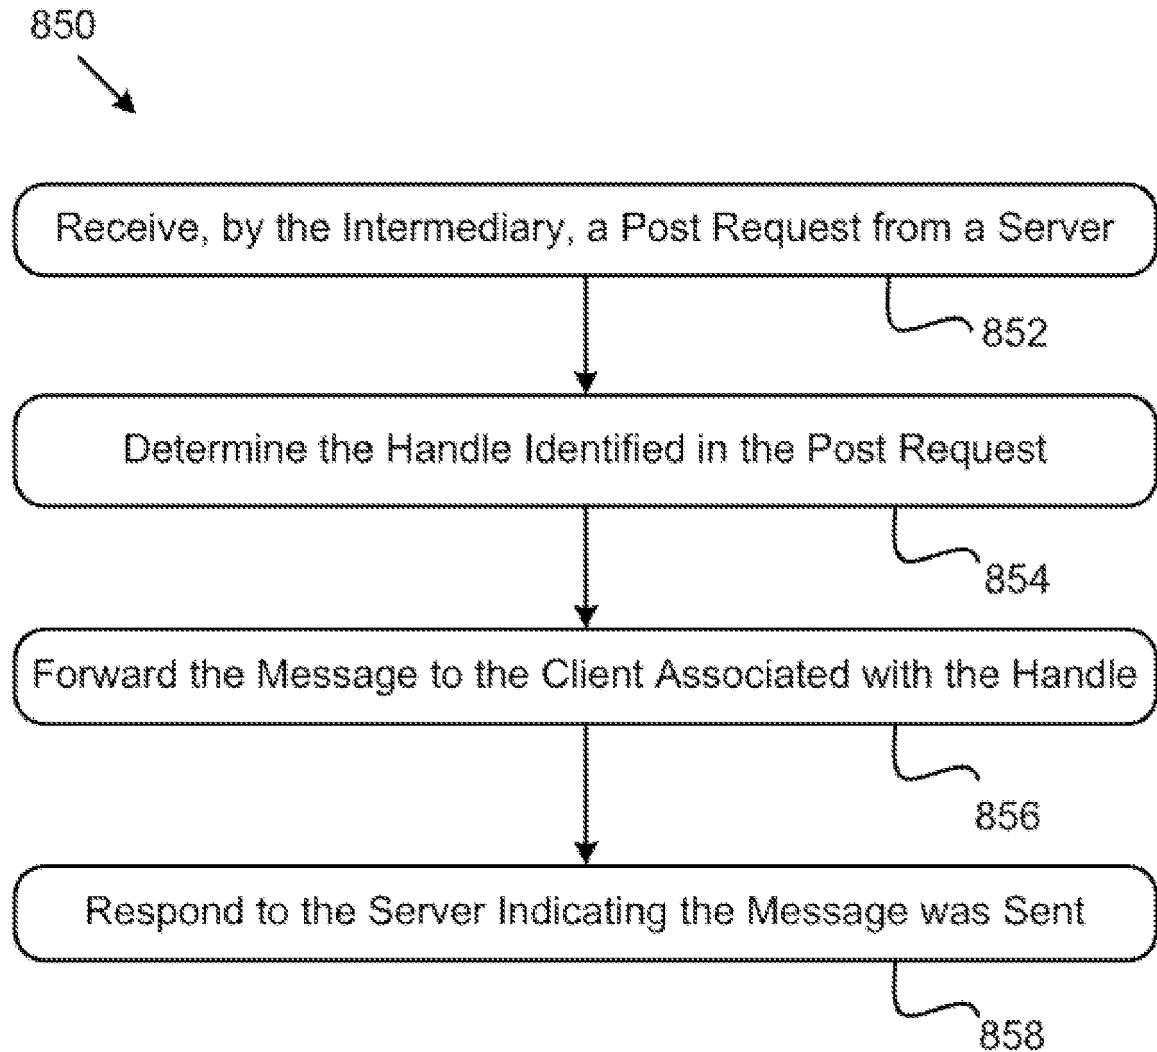 850
Receive, by the Intermediary, a Post Request from a Server
852
Determine the Handle Identified in the Post Request
854
Forward the Message to the Client Associated with the Handle
856
Respond to the Server Indicating the Message was Sent
858